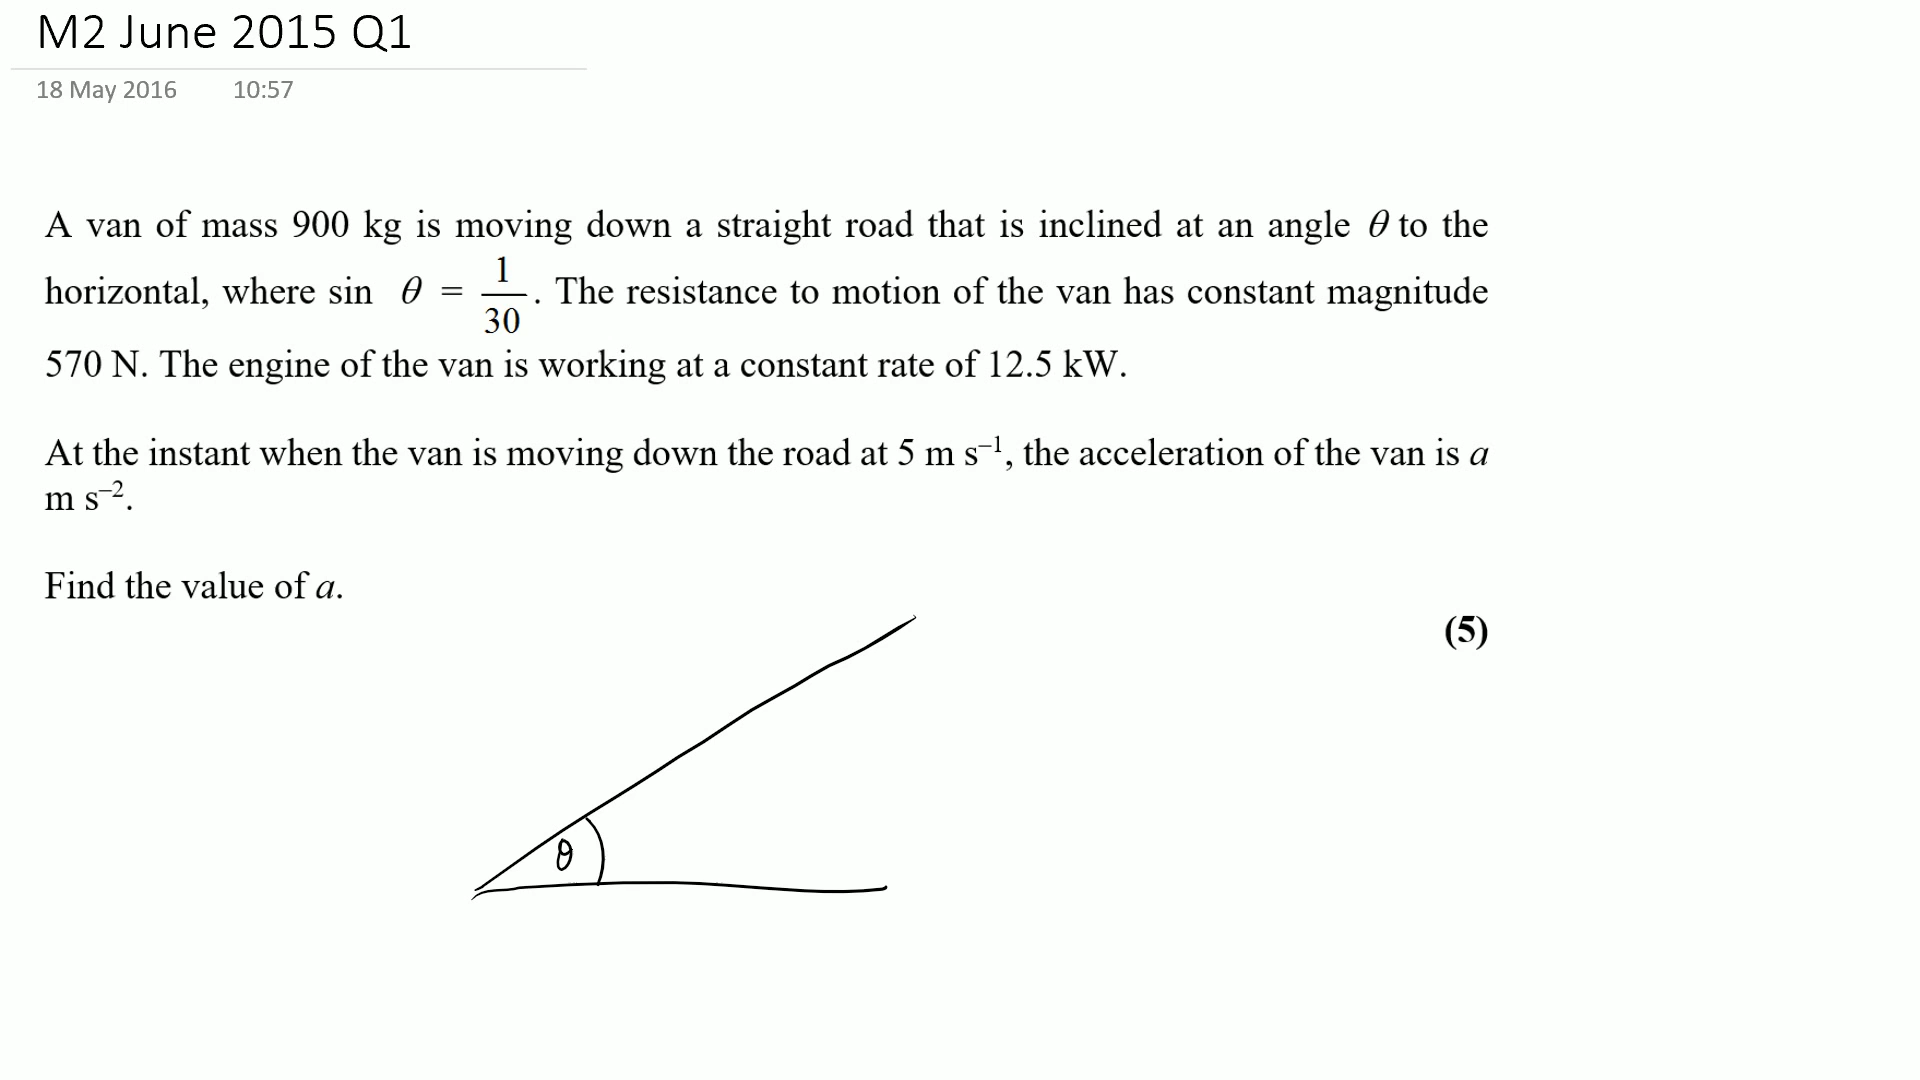 M2 June 2015 Q1
18 May 2016 10:57
A van of mass 900 kg is moving down a straight road that is inclined at an angle θ to the
horizontal, where sin θ = 1/30. The resistance to motion of the van has constant magnitude
570 N. The engine of the van is working at a constant rate of 12.5 kW.
At the instant when the van is moving down the road at 5 m s⁻¹, the acceleration of the van is a
m s⁻².
Find the value of a.
(5)
θ